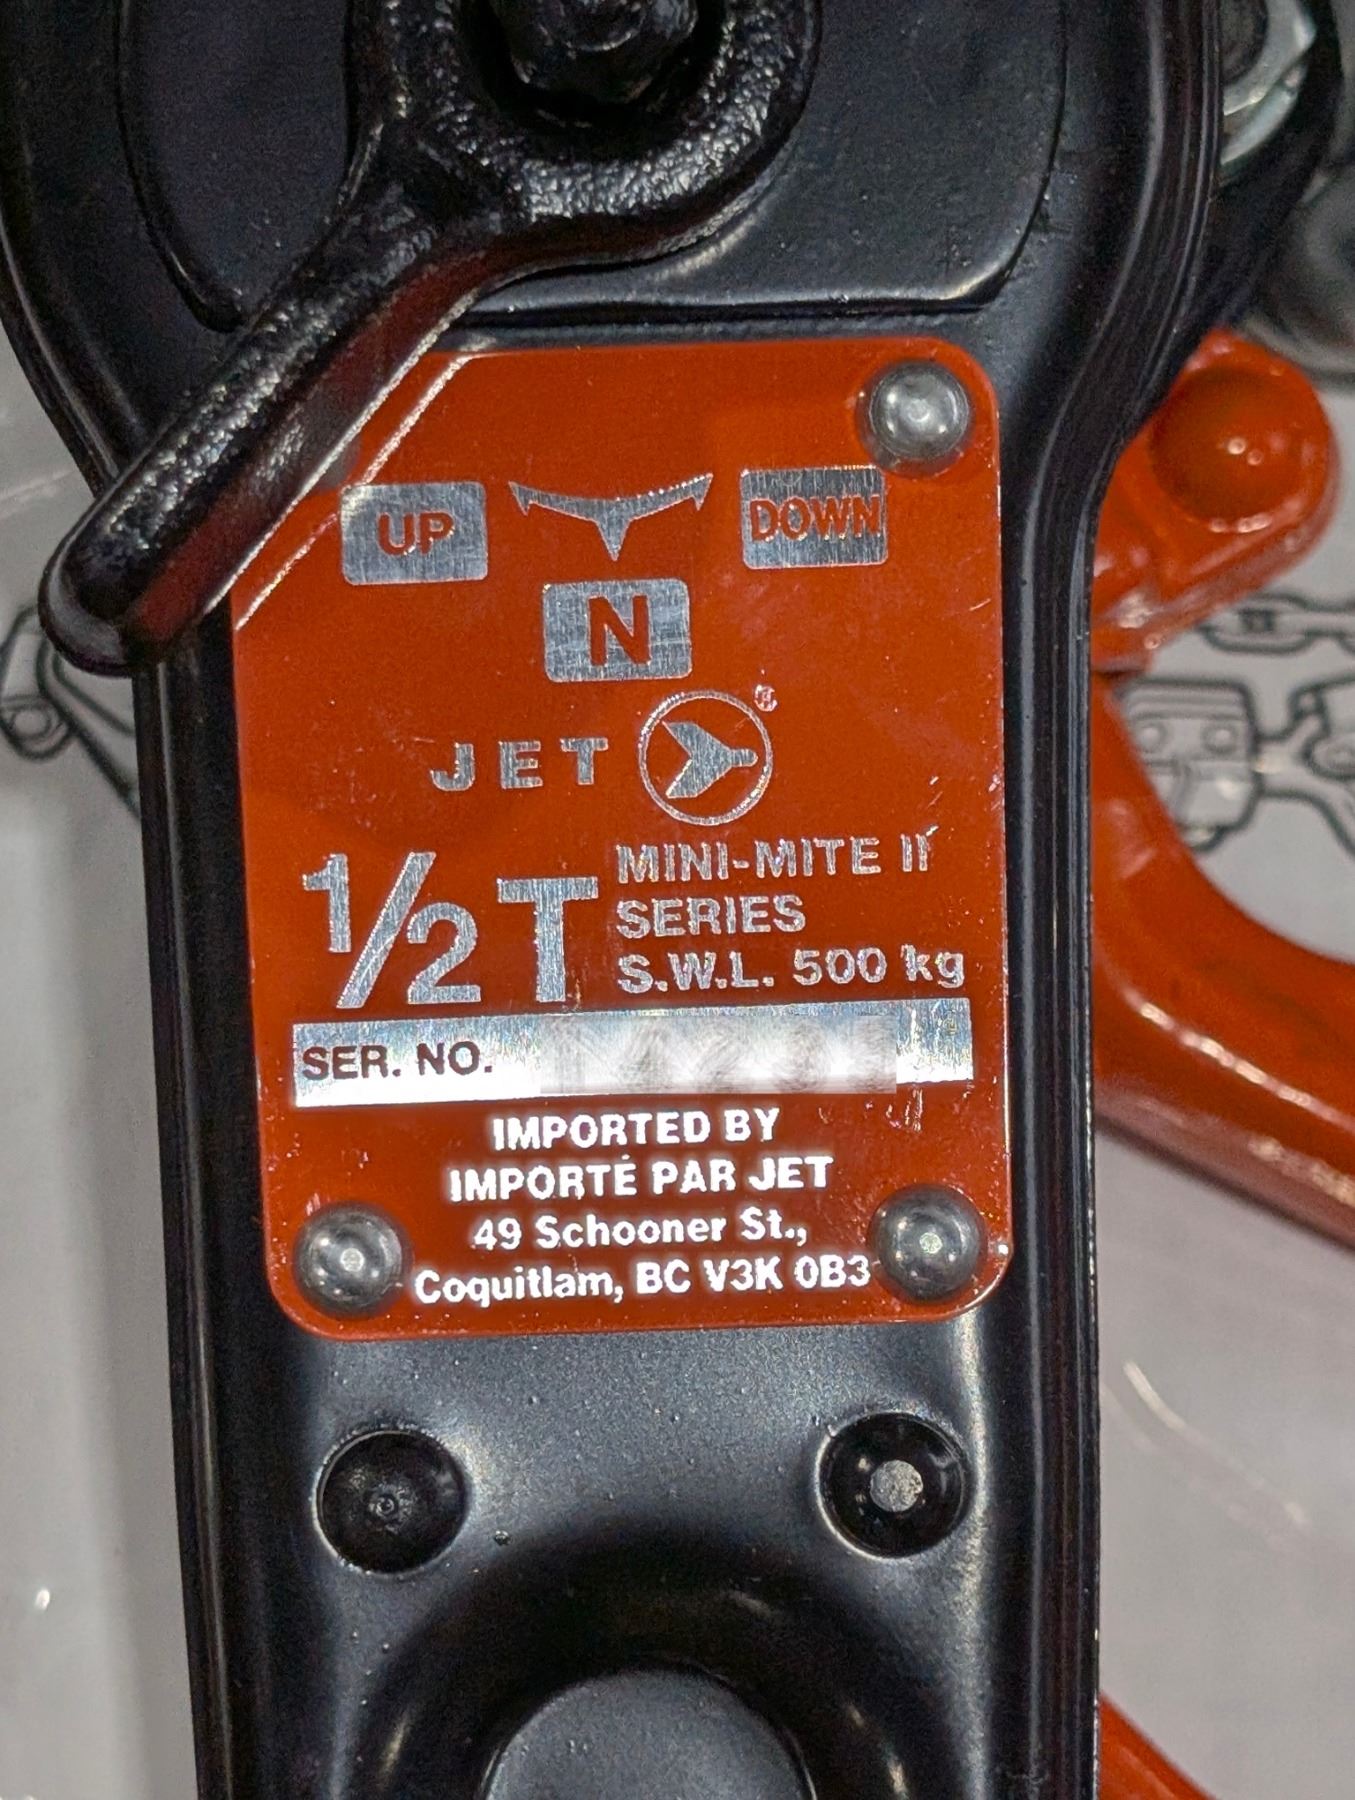 UP DOWN
N
JET ®
1/2 T
MINI-MITE II
SERIES
S.W.L. 500 kg
SER. NO.
IMPORTED BY
IMPORTÉ PAR JET
49 Schooner St.,
Coquitlam, BC V3K 0B3